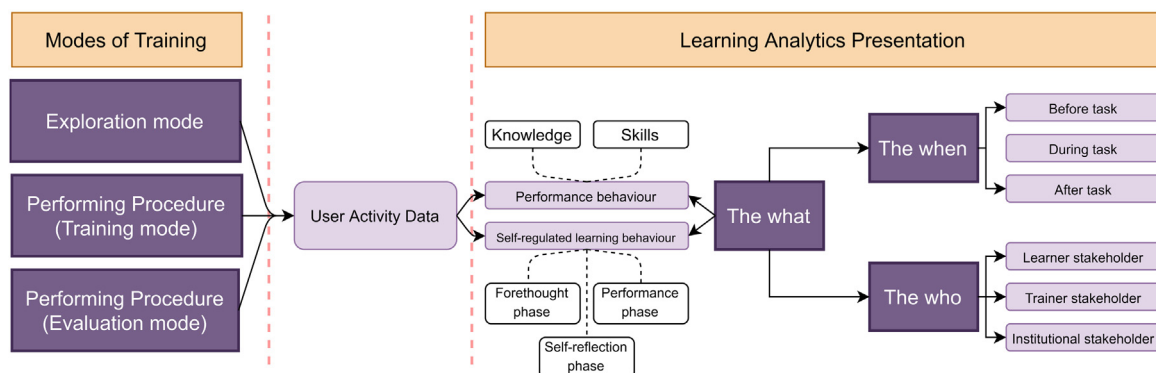 Modes of Training
Learning Analytics Presentation
Exploration mode
Performing Procedure
(Training mode)
Performing Procedure
(Evaluation mode)
User Activity Data
Knowledge
Skills
Performance behaviour
Self-regulated learning behaviour
Forethought
phase
Performance
phase
Self-reflection
phase
The what
The when
Before task
During task
After task
The who
Learner stakeholder
Trainer stakeholder
Institutional stakeholder